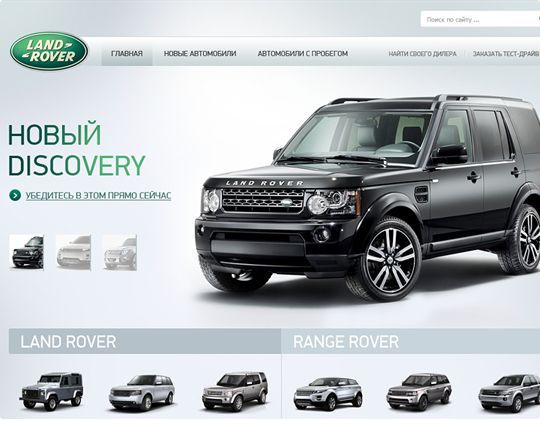 Поиск по сайту ...
LAND-
-ROVER
ГЛАВНАЯ
НОВЫЕ АВТОМОБИЛИ
АВТОМОБИЛИ С ПРОБЕГОМ
НАЙТИ СВОЕГО ДИЛЕРА
ЗАКАЗАТЬ ТЕСТ-ДРАЙВ
НОВЫЙ
DISCOVERY
УБЕДИТЕСЬ В ЭТОМ ПРЯМО СЕЙЧАС
LAND ROVER
LAND ROVER
RANGE ROVER